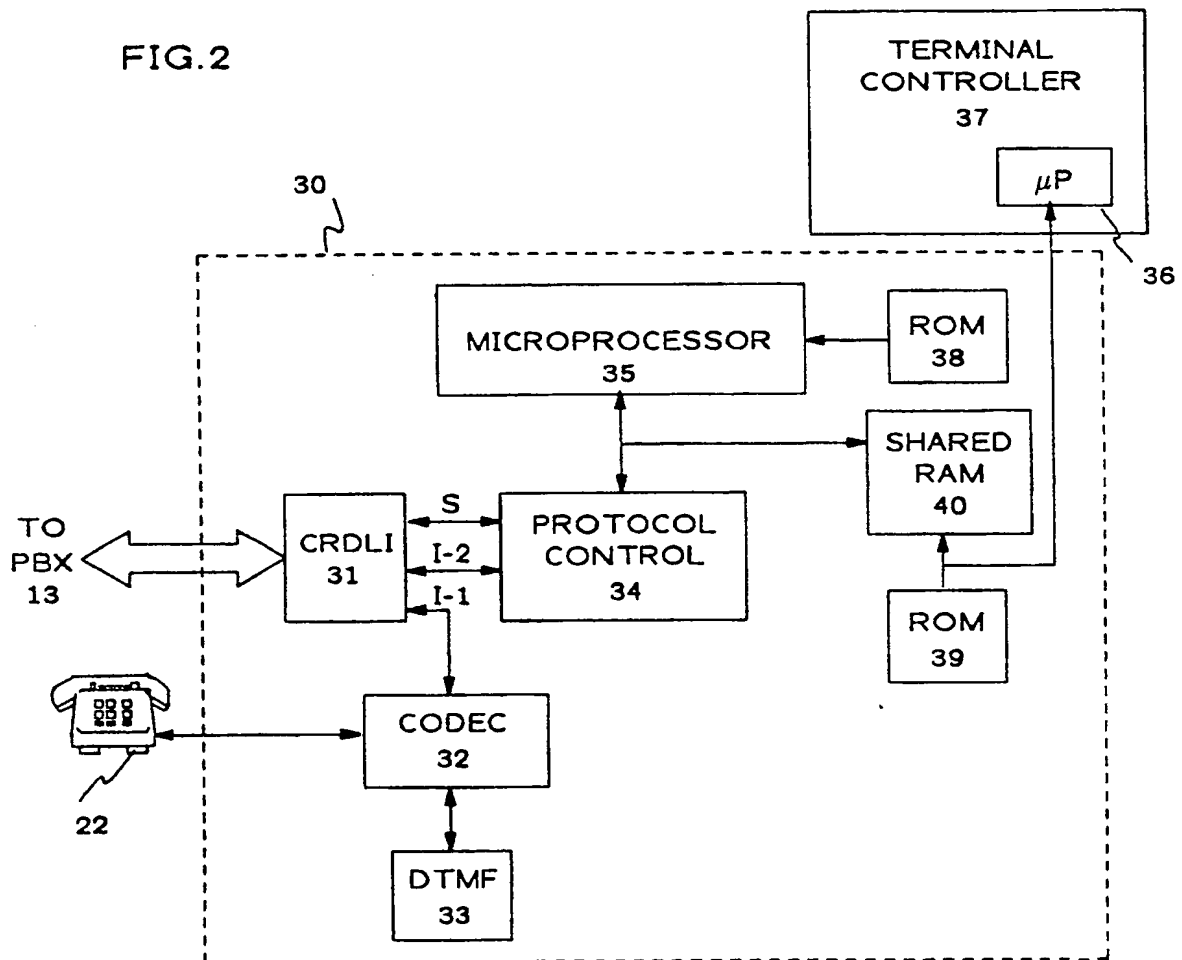 FIG.2
TERMINAL
CONTROLLER
37
μP
36
30
MICROPROCESSOR
35
ROM
38
SHARED
RAM
40
TO
PBX
13
CRDLI
31
S
I-2
I-1
PROTOCOL
CONTROL
34
ROM
39
CODEC
32
22
DTMF
33